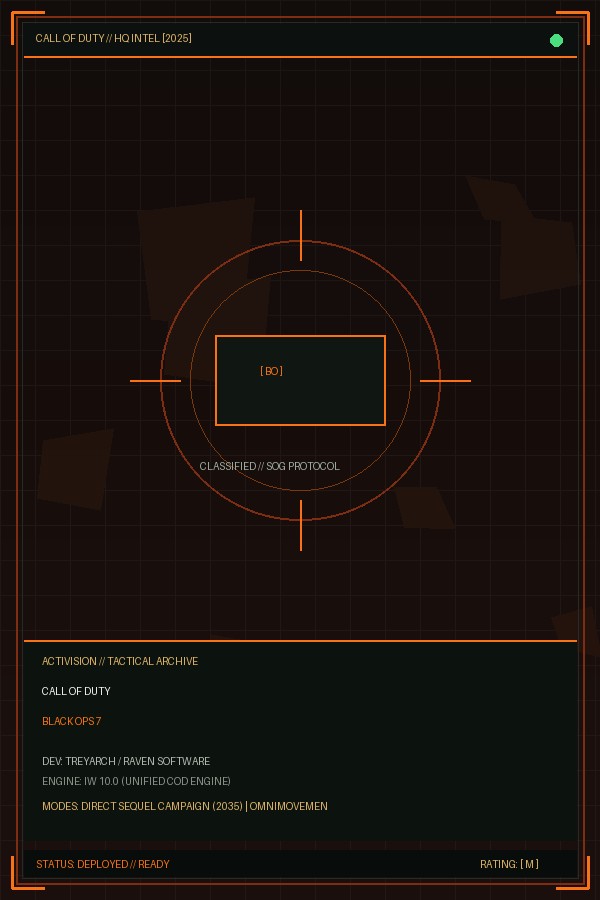 CALL OF DUTY // HQ INTEL [2025]
[ BO ]
CLASSIFIED // SOG PROTOCOL
ACTIVISION // TACTICAL ARCHIVE
CALL OF DUTY
BLACK OPS 7
DEV: TREYARCH / RAVEN SOFTWARE
ENGINE: IW 10.0 (UNIFIED COD ENGINE)
MODES: DIRECT SEQUEL CAMPAIGN (2035) | OMNIMOVEMEN
STATUS: DEPLOYED // READY
RATING: [ M ]